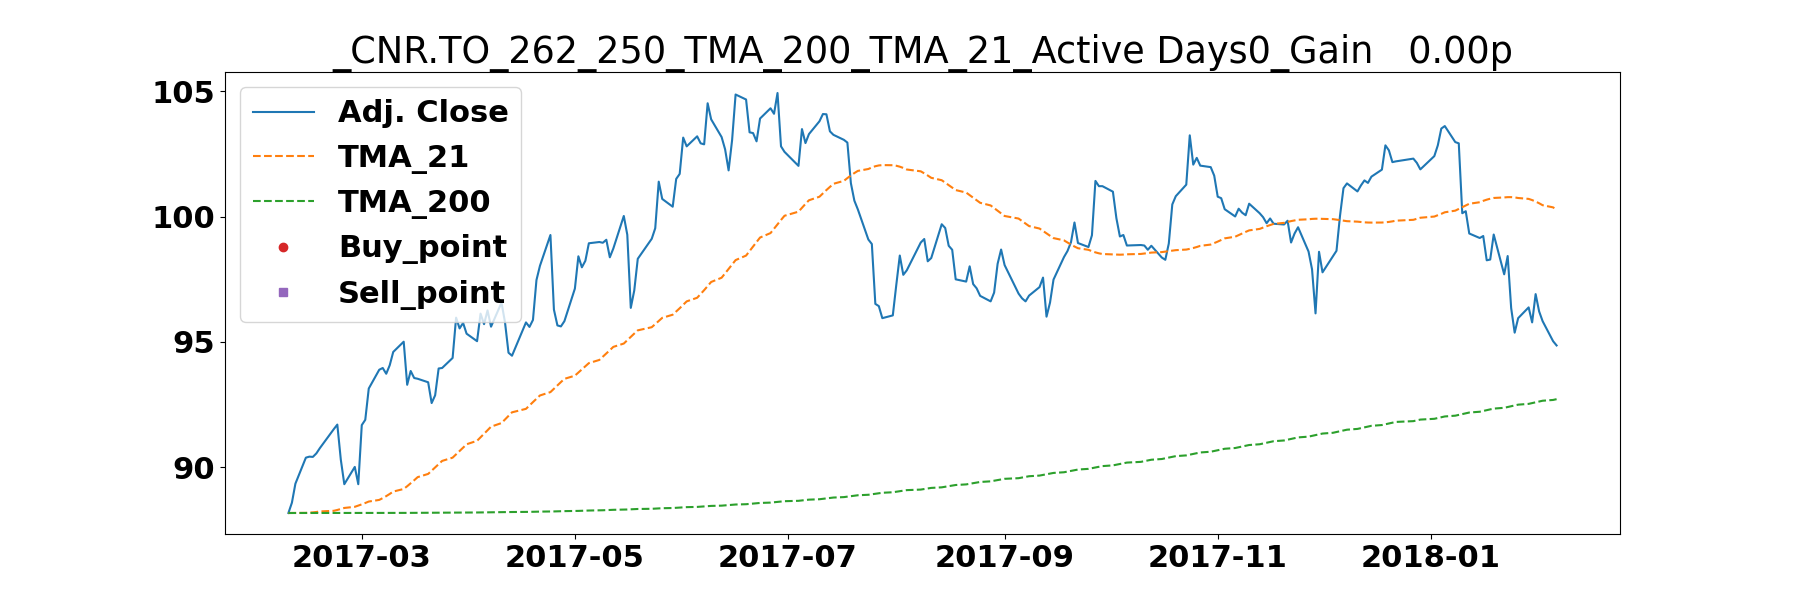 _CNR.TO_262_250_TMA_200_TMA_21_Active Days0_Gain   0.00p
105
100
95
90
Adj. Close
TMA_21
TMA_200
Buy_point
Sell_point
2017-03
2017-05
2017-07
2017-09
2017-11
2018-01